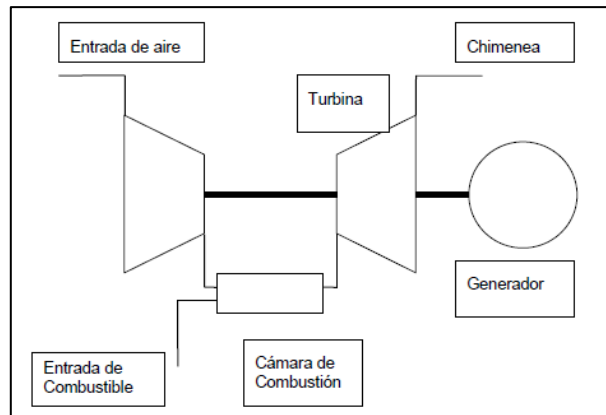 Entrada de aire
Chimenea
Turbina
Generador
Entrada de
Combustible
Cámara de
Combustión